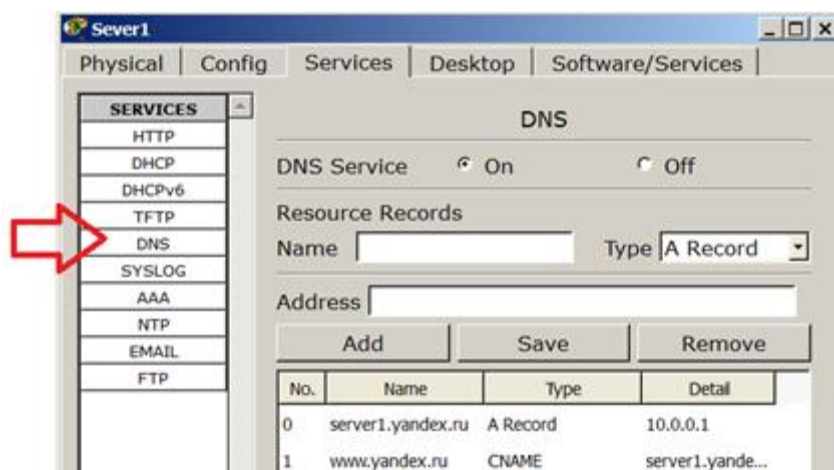 Sever1
Physical Config Services Desktop Software/Services
SERVICES
HTTP
DHCP
DHCPv6
TFTP
DNS
SYSLOG
AAA
NTP
EMAIL
FTP
DNS
DNS Service On Off
Resource Records
Name Type A Record
Address
Add Save Remove
No. Name Type Detail
0 server1.yandex.ru A Record 10.0.0.1
1 www.yandex.ru CNAME server1.yande...